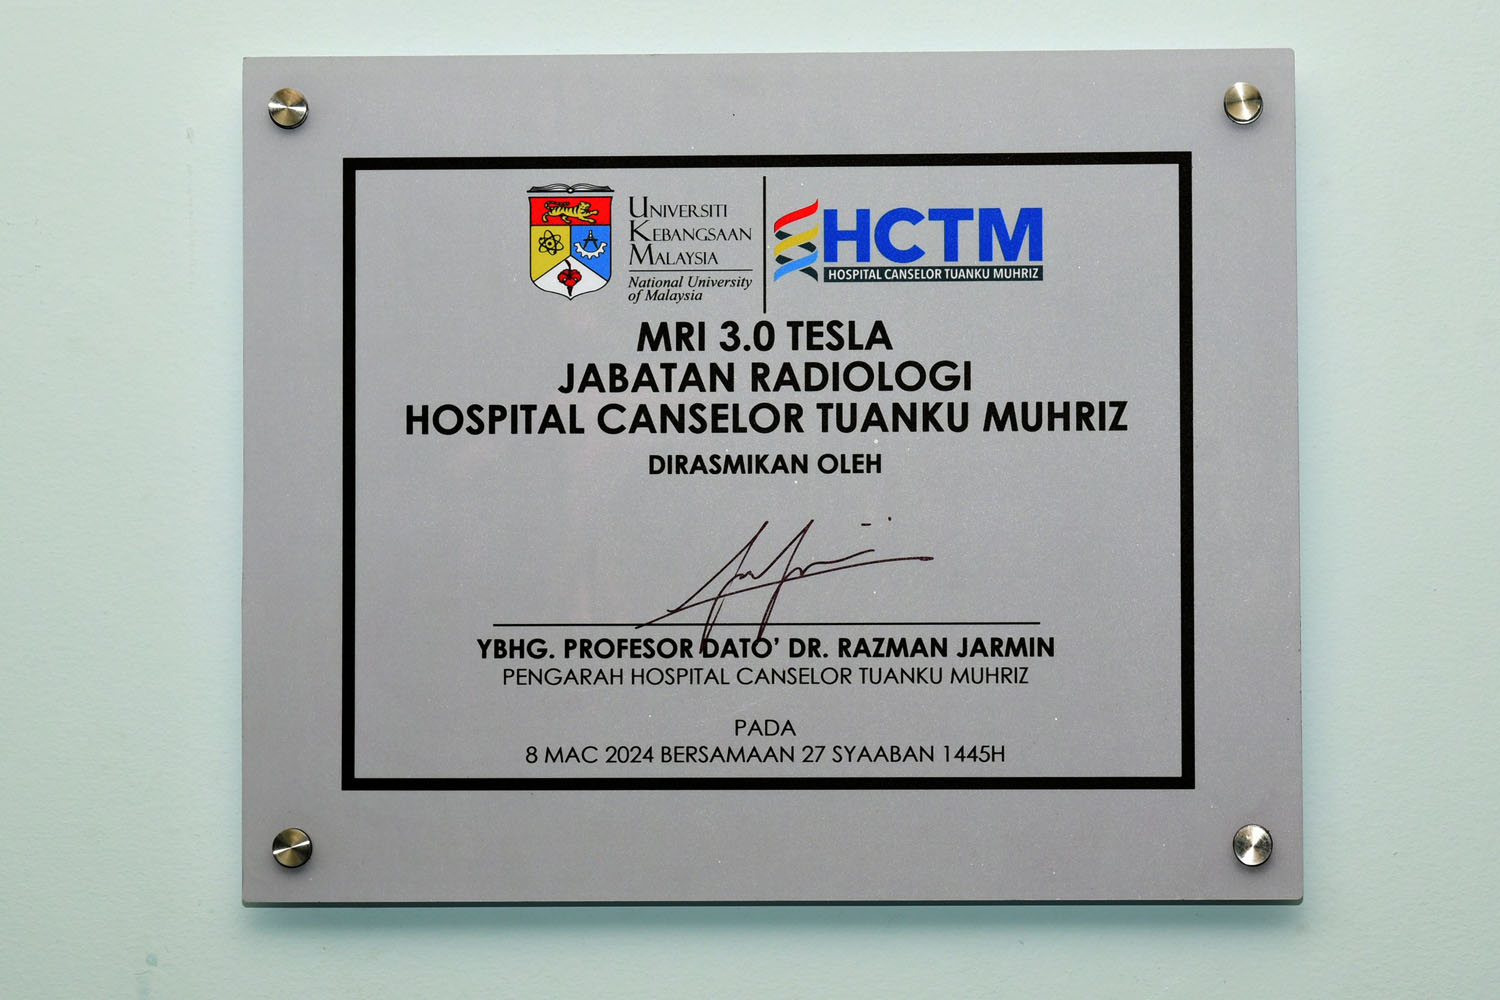 UNIVERSITI
KEBANGSAAN
MALAYSIA
National University
of Malaysia
HCTM
HOSPITAL CANSELOR TUANKU MUHRIZ
MRI 3.0 TESLA
JABATAN RADIOLOGI
HOSPITAL CANSELOR TUANKU MUHRIZ
DIRASMIKAN OLEH
YBHG. PROFESOR DATO' DR. RAZMAN JARMIN
PENGARAH HOSPITAL CANSELOR TUANKU MUHRIZ
PADA
8 MAC 2024 BERSAMAAN 27 SYAABAN 1445H